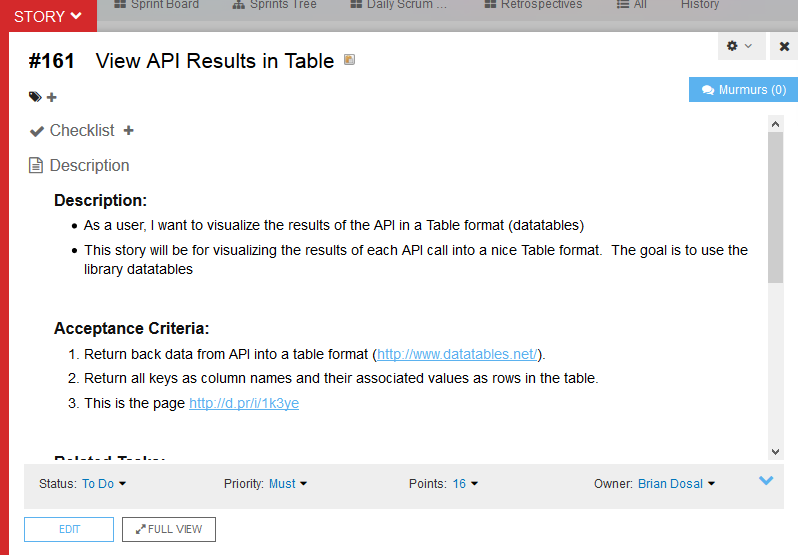 STORY
Sprint Board Sprints Tree Daily Scrum ... Retrospectives All History
#161 View API Results in Table
Murmurs (0)
Checklist
Description
Description:
As a user, I want to visualize the results of the API in a Table format (datatables)
This story will be for visualizing the results of each API call into a nice Table format. The goal is to use the
library datatables
Acceptance Criteria:
1. Return back data from API into a table format (http://www.datatables.net/).
2. Return all keys as column names and their associated values as rows in the table.
3. This is the page http://d.pr/i/1k3ye
Related Tasks:
Status: To Do Priority: Must Points: 16 Owner: Brian Dosal
EDIT FULL VIEW